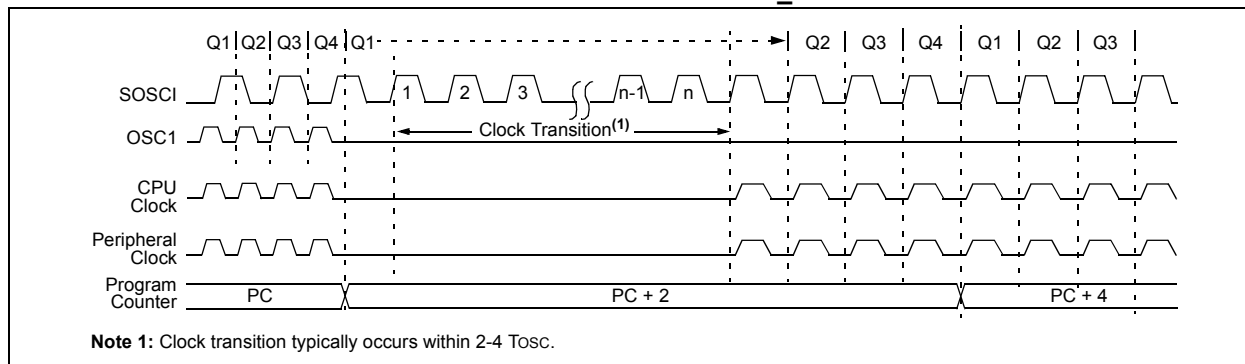 Q1 Q2 Q3 Q4 Q1 Q2 Q3 Q4 Q1 Q2 Q3
SOSCI 1 2 3 n-1 n
Clock Transition(1)
OSC1
CPU
Clock
Peripheral
Clock
Program
Counter
PC PC + 2 PC + 4
Note 1: Clock transition typically occurs within 2-4 TOSC.